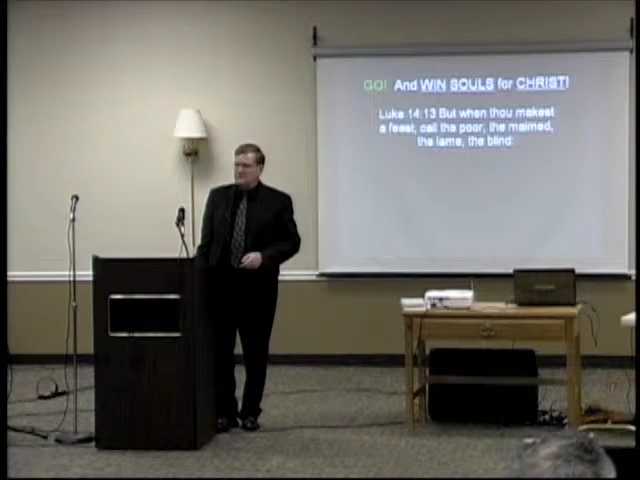 GO! And WIN SOULS for CHRIST!
Luke 14:13 But when thou makest
a feast, call the poor, the maimed,
the lame, the blind: